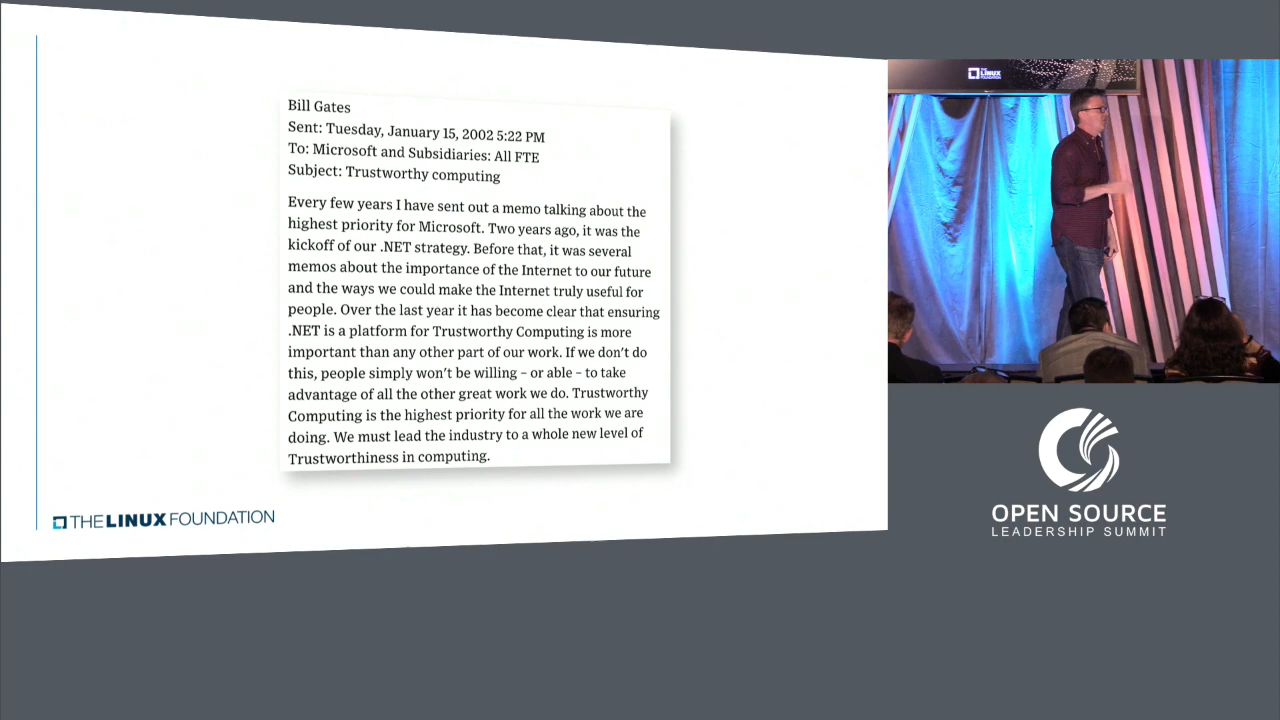 Bill Gates
Sent: Tuesday, January 15, 2002 5:22 PM
To: Microsoft and Subsidiaries: All FTE
Subject: Trustworthy computing
Every few years I have sent out a memo talking about the
highest priority for Microsoft. Two years ago, it was the
kickoff of our .NET strategy. Before that, it was several
memos about the importance of the Internet to our future
and the ways we could make the Internet truly useful for
people. Over the last year it has become clear that ensuring
.NET is a platform for Trustworthy Computing is more
important than any other part of our work. If we don't do
this, people simply won't be willing – or able – to take
advantage of all the other great work we do. Trustworthy
Computing is the highest priority for all the work we are
doing. We must lead the industry to a whole new level of
Trustworthiness in computing.
THE LINUX FOUNDATION
THE
LINUX
FOUNDATION
OPEN SOURCE
LEADERSHIP SUMMIT